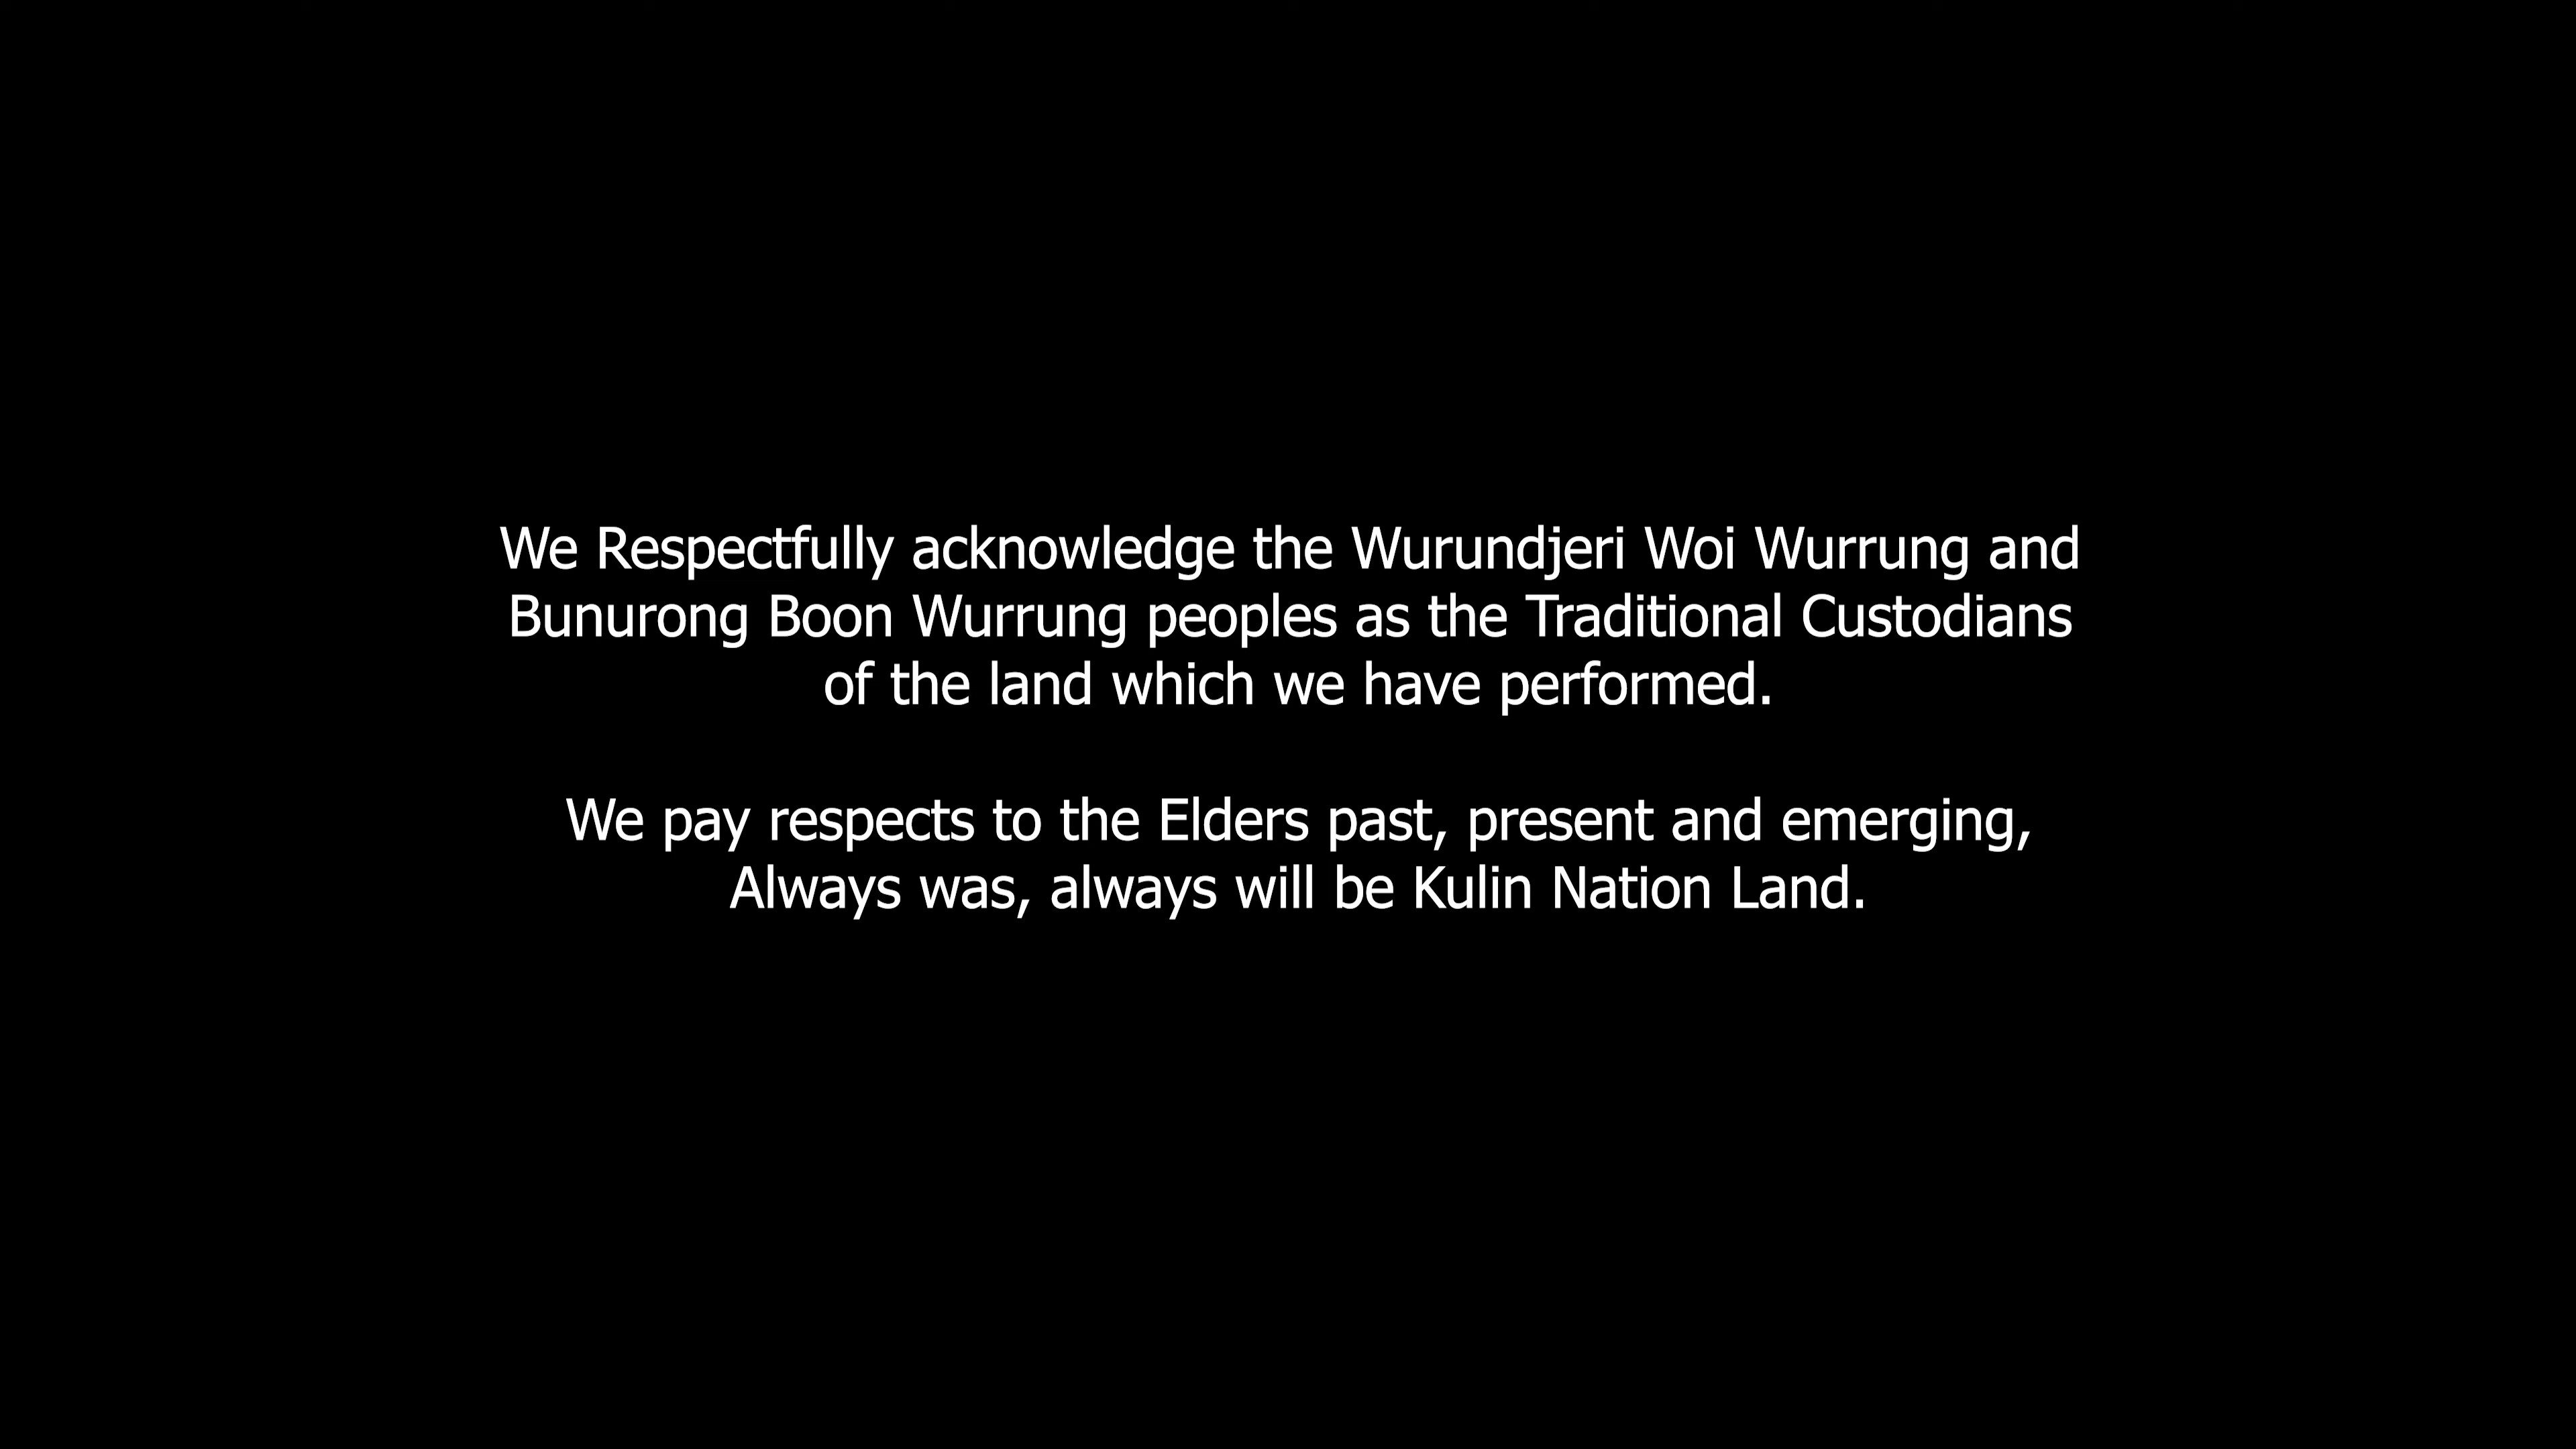 We Respectfully acknowledge the Wurundjeri Woi Wurrung and
Bunurong Boon Wurrung peoples as the Traditional Custodians
of the land which we have performed.
We pay respects to the Elders past, present and emerging,
Always was, always will be Kulin Nation Land.